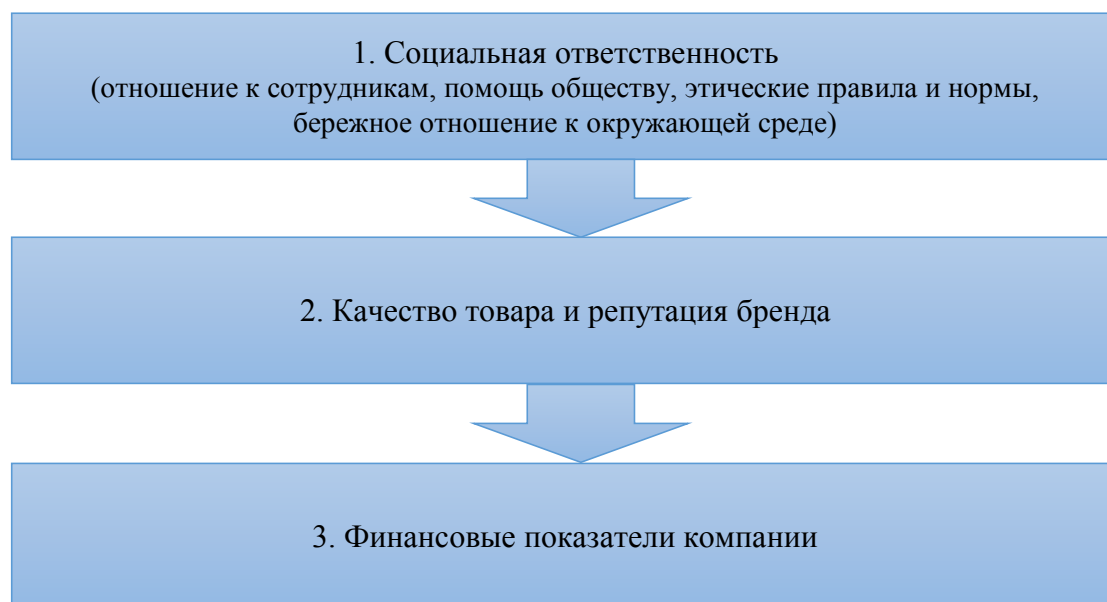 1. Социальная ответственность
(отношение к сотрудникам, помощь обществу, этические правила и нормы,
бережное отношение к окружающей среде)
2. Качество товара и репутация бренда
3. Финансовые показатели компании